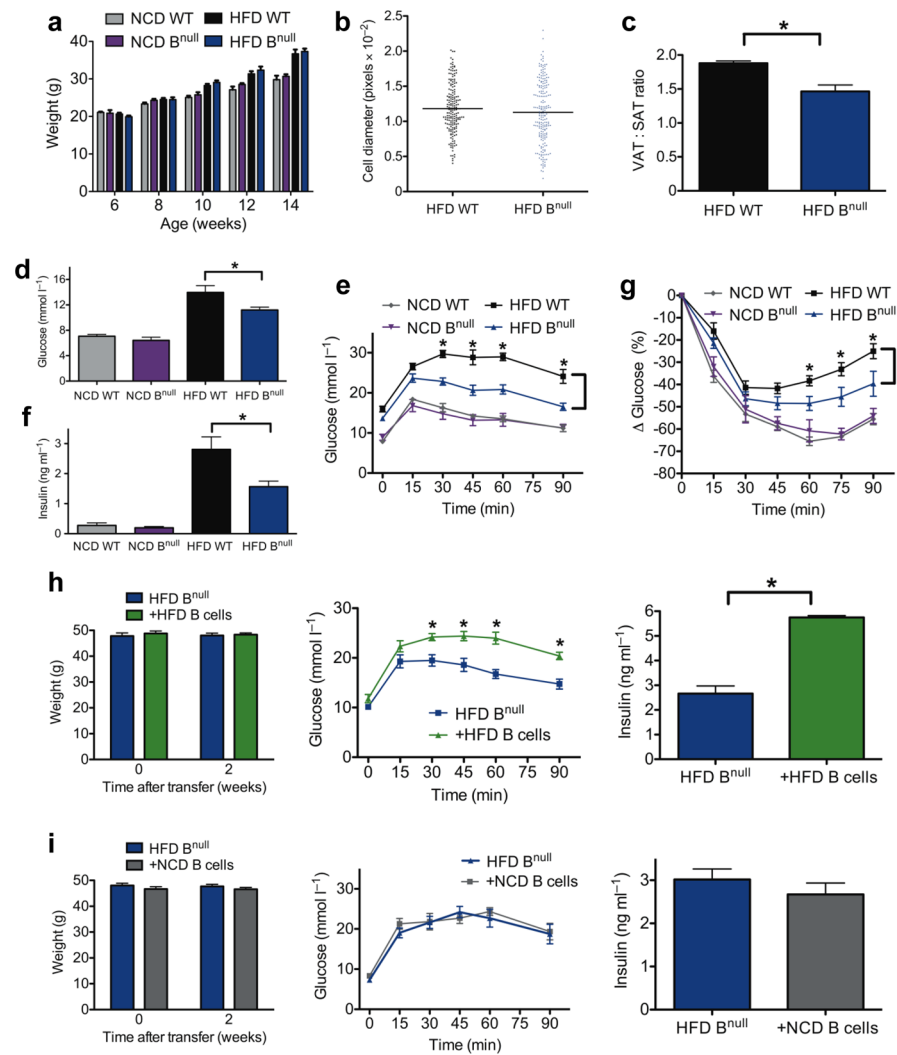 a
NCD WT
HFD WT
NCD Bnull
HFD Bnull
Weight (g)
40
30
20
10
0
6 8 10 12 14
Age (weeks)
b
Cell diameter (pixels × 10−2)
2.5
2.0
1.5
1.0
0.5
0
HFD WT HFD Bnull
c
*
VAT : SAT ratio
2.0
1.5
1.0
0.5
0
HFD WT HFD Bnull
d
*
Glucose (mmol l−1)
16
12
8
4
0
NCD WT NCD Bnull HFD WT HFD Bnull
e
NCD WT HFD WT
NCD Bnull HFD Bnull
Glucose (mmol l−1)
30
20
10
0
* * * *
0 15 30 45 60 75 90
Time (min)
g
NCD WT HFD WT
NCD Bnull HFD Bnull
Δ Glucose (%)
0
-10
-20
-30
-40
-50
-60
-70
-80
* * *
0 15 30 45 60 75 90
Time (min)
f
*
Insulin (ng ml−1)
3
2
1
0
NCD WT NCD Bnull HFD WT HFD Bnull
h
HFD Bnull
+HFD B cells
Weight (g)
50
40
30
20
10
0
0 2
Time after transfer (weeks)
Glucose (mmol l−1)
30
20
10
0
* * * *
HFD Bnull
+HFD B cells
0 15 30 45 60 75 90
Time (min)
*
Insulin (ng ml−1)
6
5
4
3
2
1
0
HFD Bnull +HFD B cells
i
HFD Bnull
+NCD B cells
Weight (g)
50
40
30
20
10
0
0 2
Time after transfer (weeks)
HFD Bnull
+NCD B cells
Glucose (mmol l−1)
30
20
10
0
0 15 30 45 60 75 90
Time (min)
Insulin (ng ml−1)
3
2
1
0
HFD Bnull +NCD B cells